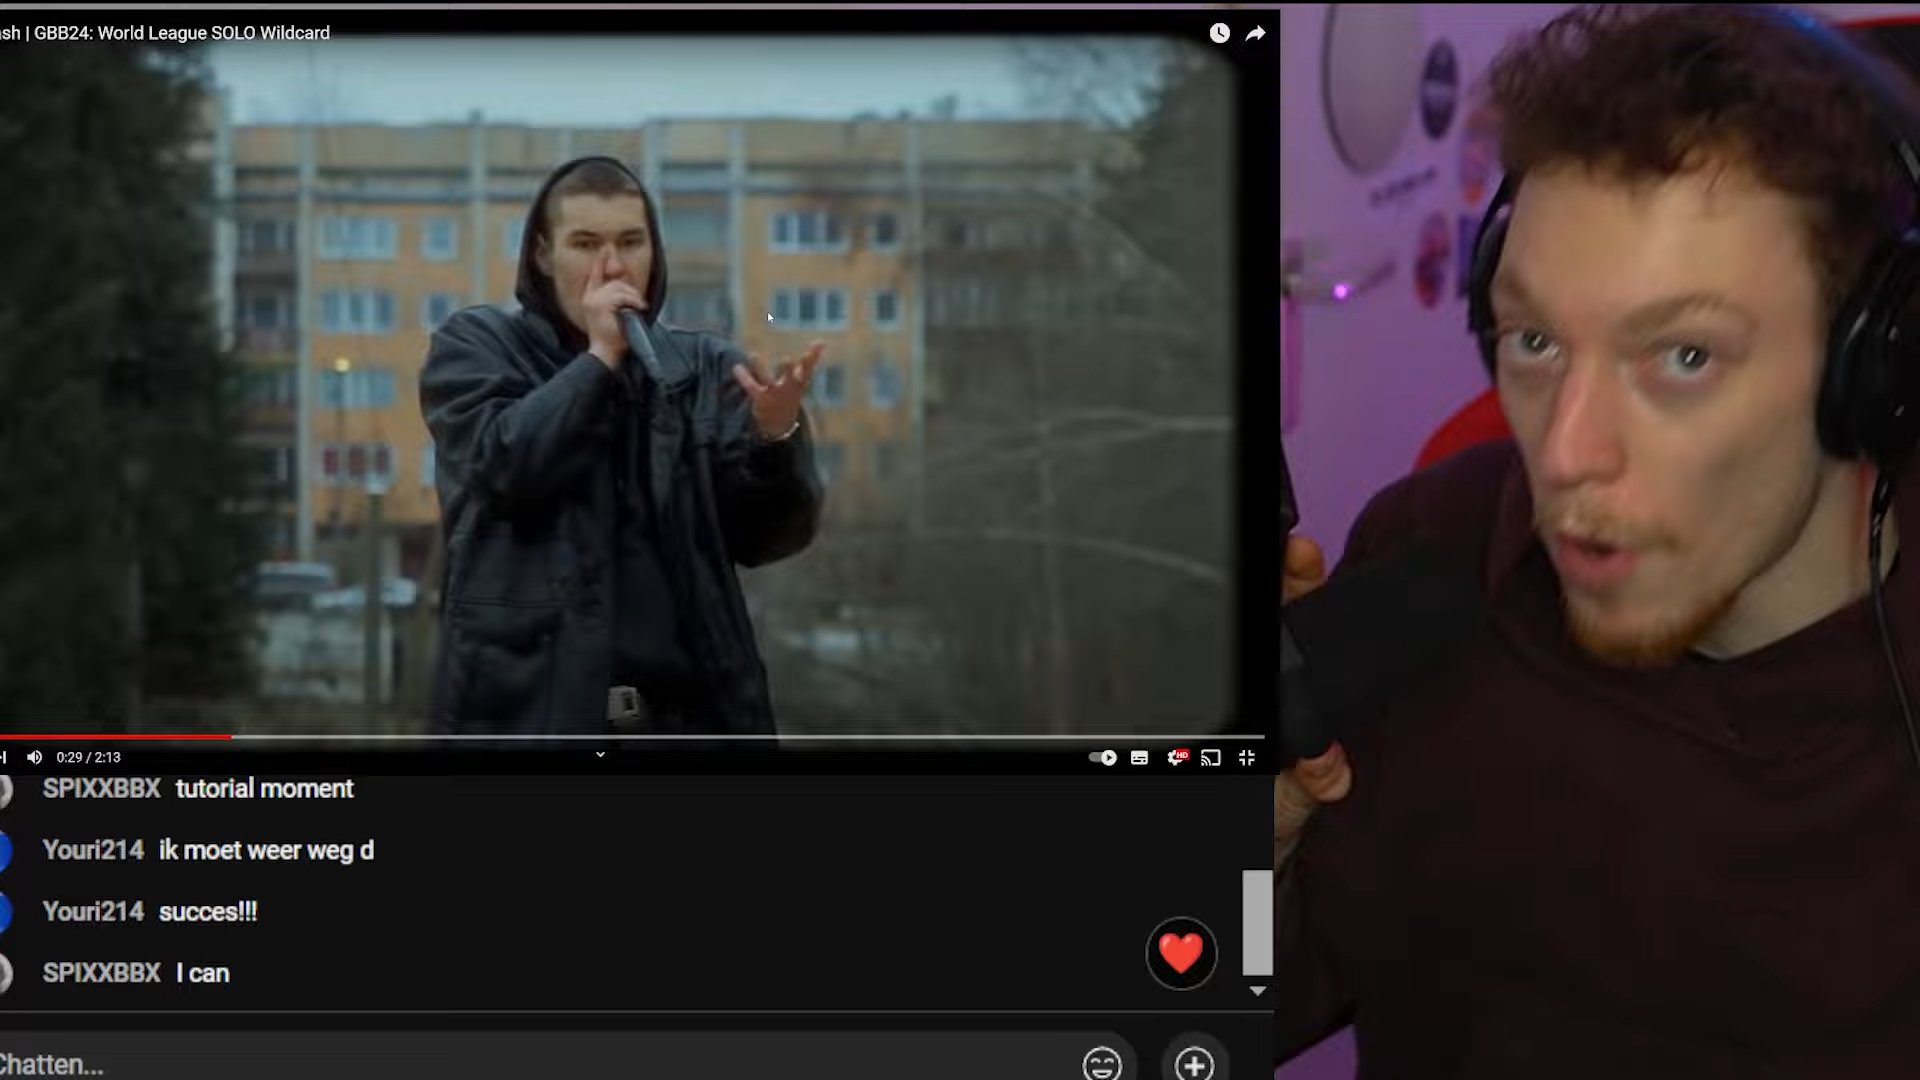 sh | GBB24: World League SOLO Wildcard
0:29 / 2:13
HD
SPIXXBBX tutorial moment
Youri214 ik moet weer weg d
Youri214 succes!!!
SPIXXBBX I can
Chatten...